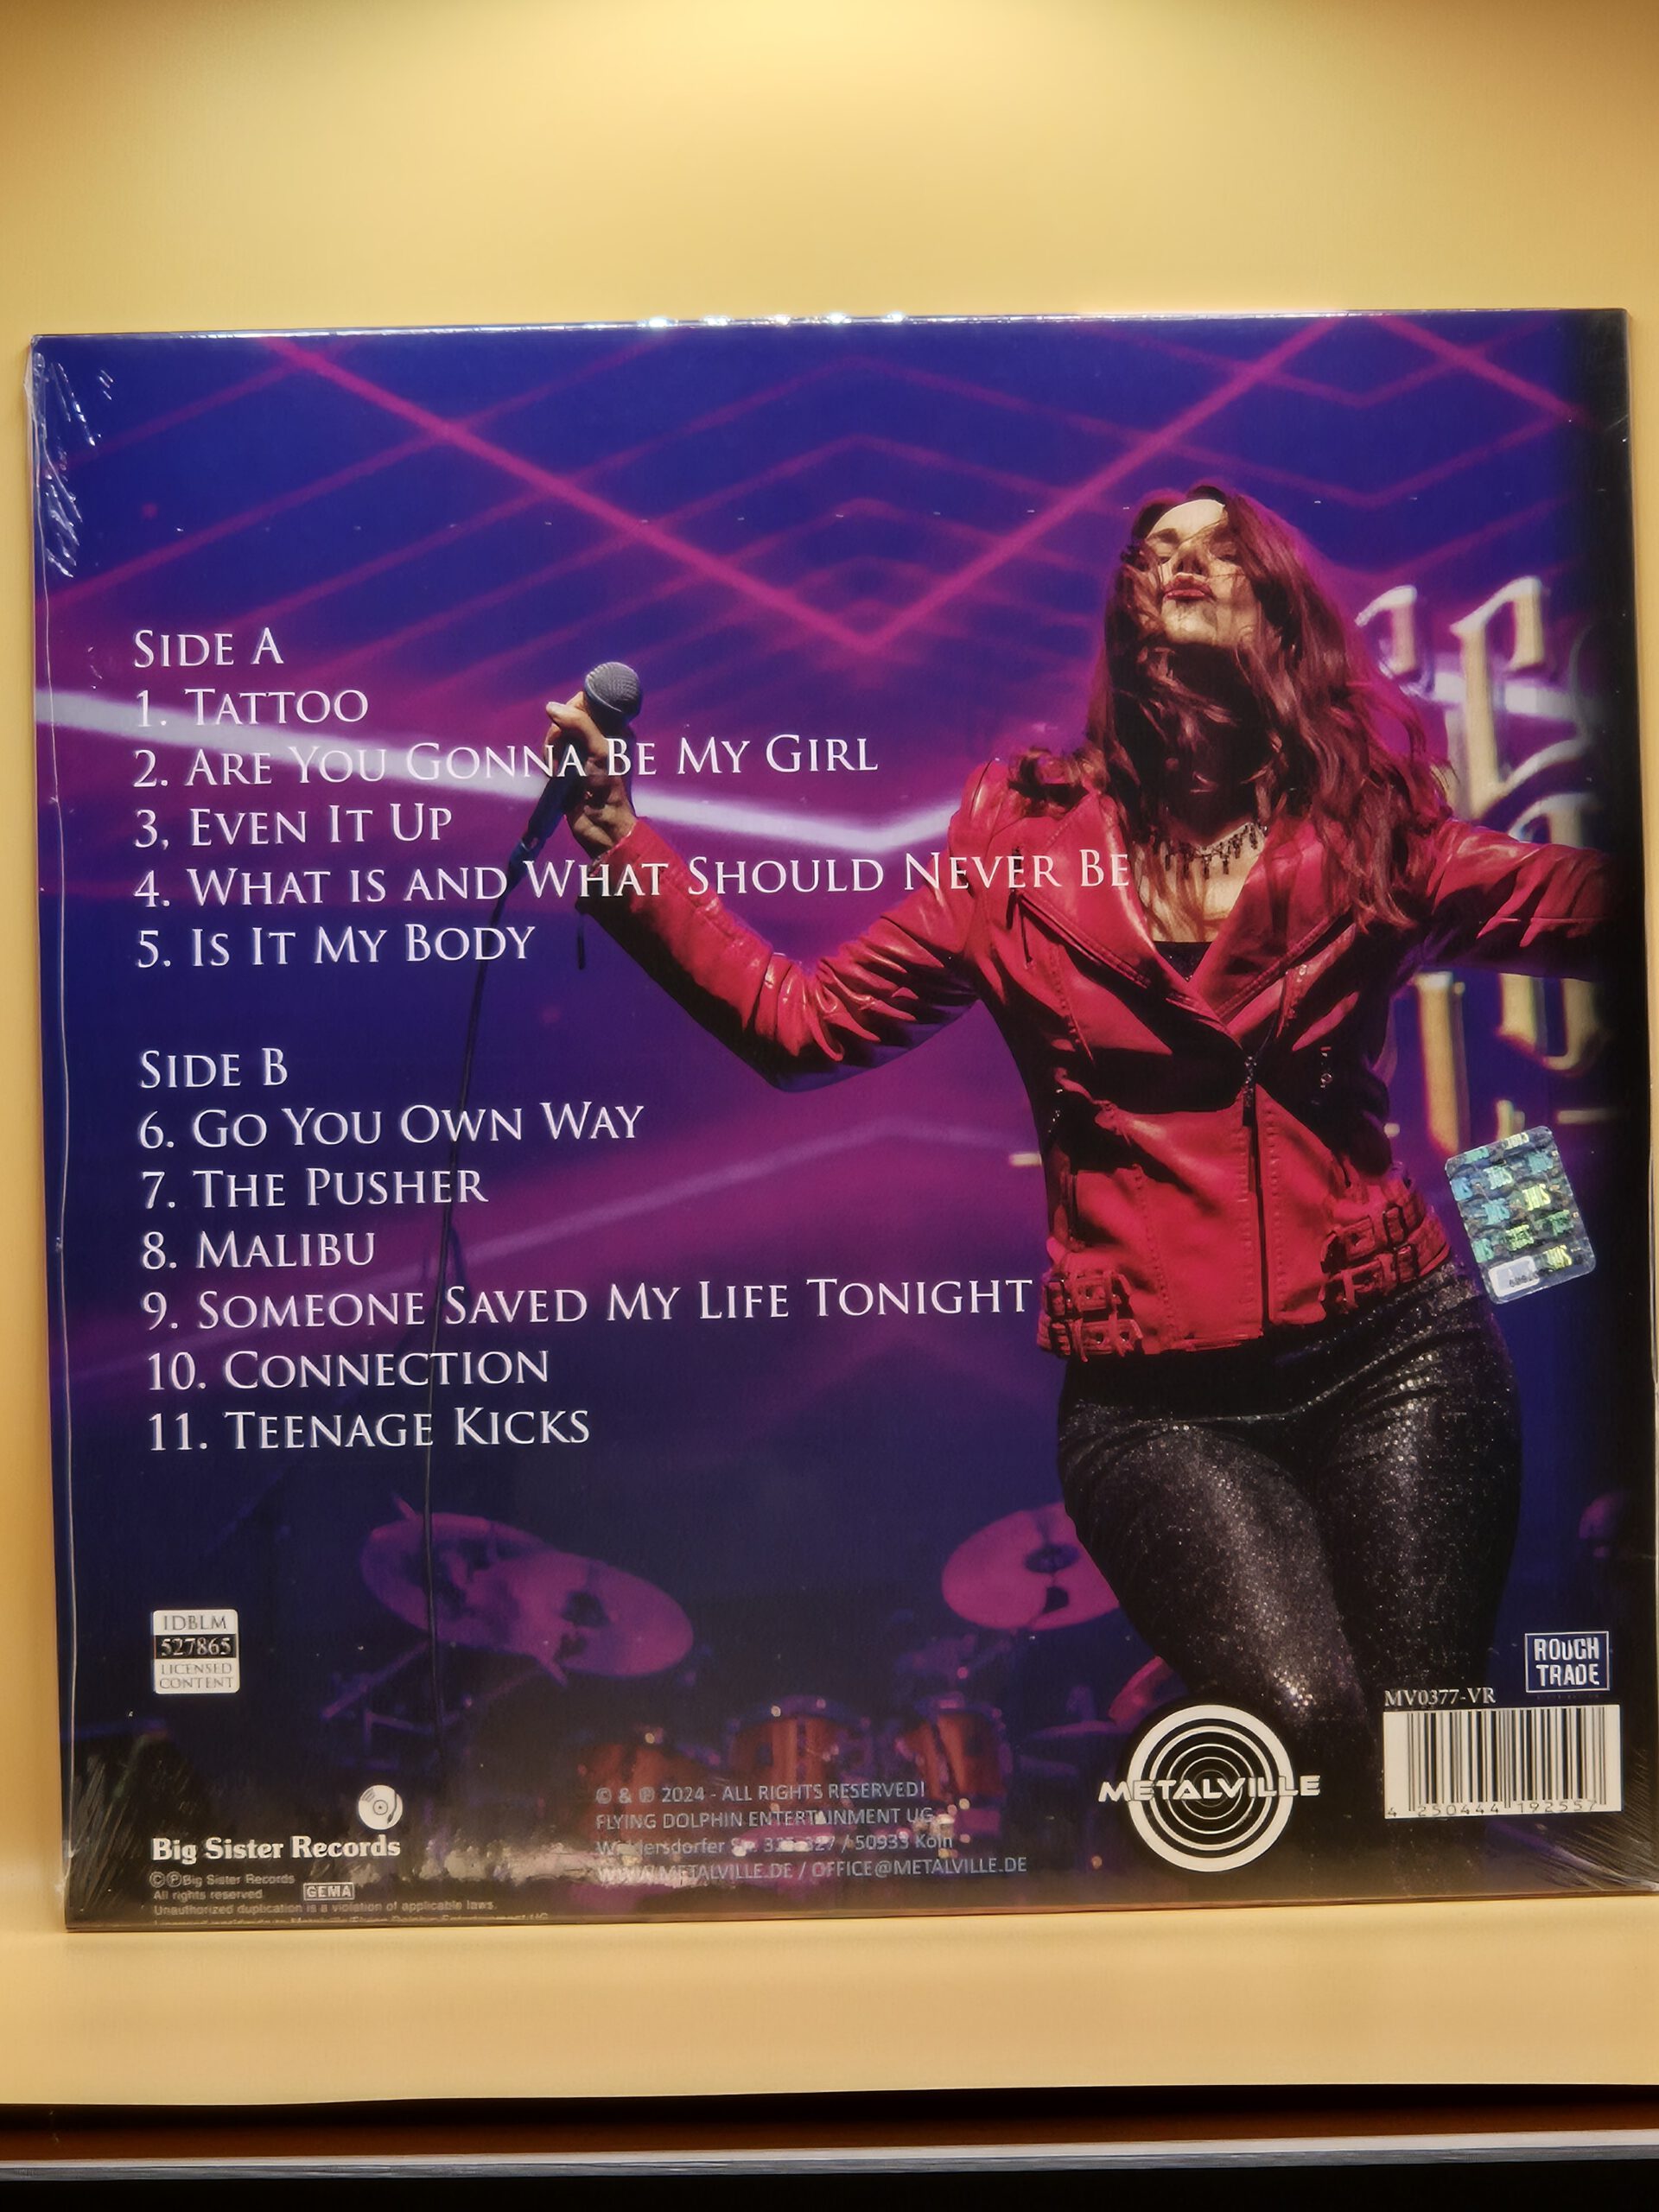 SIDE A
1. TATTOO
2. ARE YOU GONNA BE MY GIRL
3, EVEN IT UP
4. WHAT IS AND WHAT SHOULD NEVER BE
5. IS IT MY BODY
SIDE B
6. GO YOU OWN WAY
7. THE PUSHER
8. MALIBU
9. SOMEONE SAVED MY LIFE TONIGHT
10. CONNECTION
11. TEENAGE KICKS
IDBLM
527865
LICENSED
CONTENT
ROUGH
TRADE
MV0377-VR
4 250444 192557
METALVILLE
Big Sister Records
©℗Big Sister Records
All rights reserved
GEMA
Unauthorized duplication is a violation of applicable laws.
© & ℗ 2024 - ALL RIGHTS RESERVED!
FLYING DOLPHIN ENTERTAINMENT UG
/ 50933 Köln
WWW.METALVILLE.DE / OFFICE@METALVILLE.DE